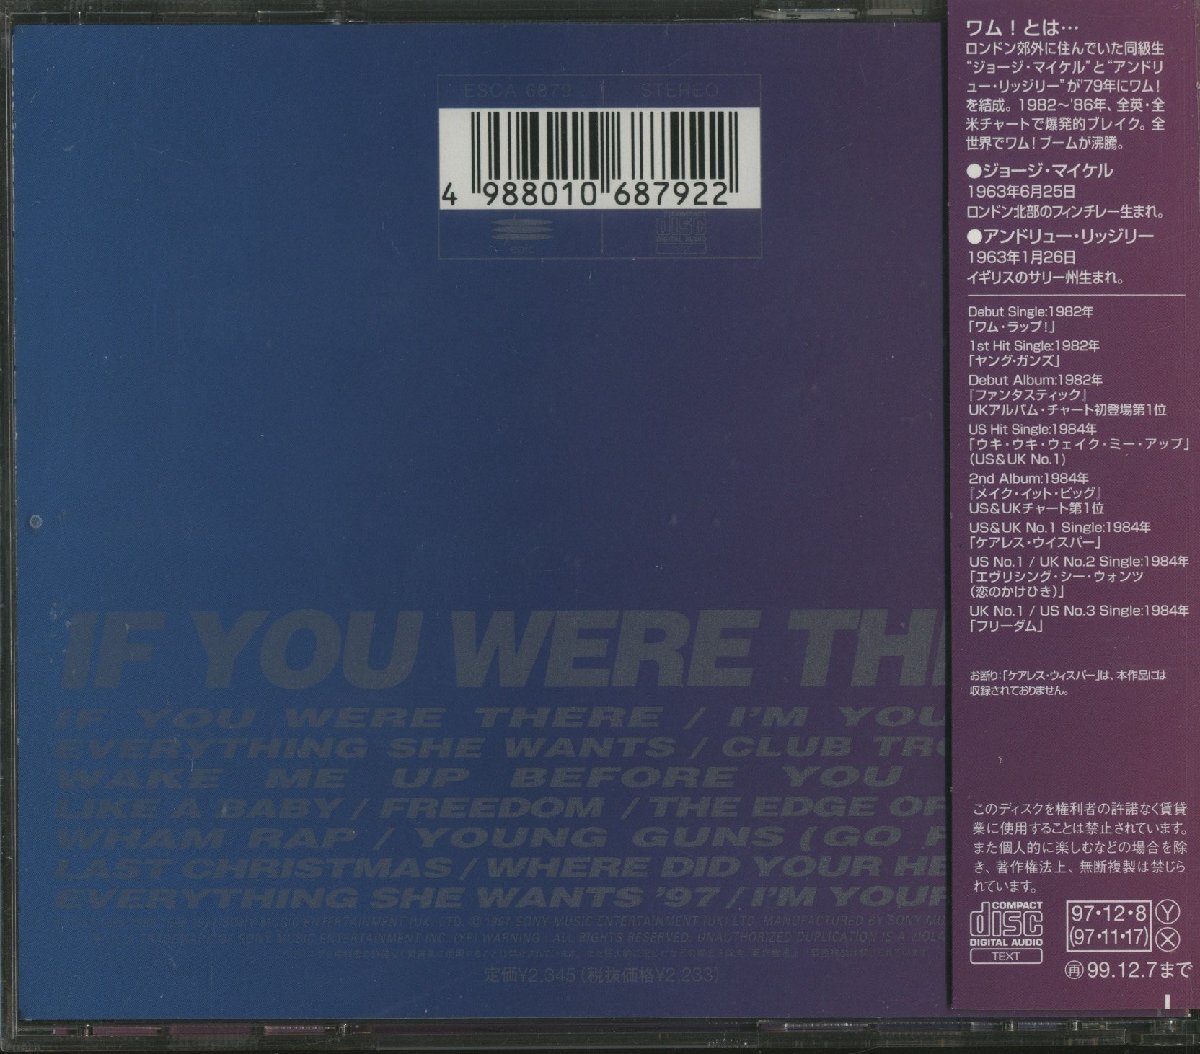 ESCA 6879 STEREO
4 988010 687922
DISC
DIGITAL AUDIO
IF YOU WERE THE
IF YOU WERE THERE / I'M YOU
EVERYTHING SHE WANTS / CLUB TRO
WAKE ME UP BEFORE YOU
LIKE A BABY / FREEDOM / THE EDGE OF
WHAM RAP / YOUNG GUNS (GO F
LAST CHRISTMAS / WHERE DID YOUR HE
EVERYTHING SHE WANTS '97 / I'M YOUR
SONY MUSIC ENTERTAINMENT (UK) LTD. MANUFACTURED BY SONY MU
WARNING: ALL RIGHTS RESERVED. UNAUTHORIZED DUPLICATION IS A
定価¥2,345(税抜価格¥2,233)
ワム！とは…
ロンドン郊外に住んでいた同級生
"ジョージ・マイケル"と"アンドリ
ュー・リッジリー"が'79年にワム!
を結成。1982〜'86年、全英・全
米チャートで爆発的ブレイク。全
世界でワム!ブームが沸騰。
●ジョージ・マイケル
1963年6月25日
ロンドン北部のフィンチレー生まれ。
●アンドリュー・リッジリー
1963年1月26日
イギリスのサリー州生まれ。
Debut Single:1982年
「ワム・ラップ!」
1st Hit Single:1982年
「ヤング・ガンズ」
Debut Album:1982年
『ファンタスティック』
UKアルバム・チャート初登場第1位
US Hit Single:1984年
「ウキ・ウキ・ウェイク・ミー・アップ」
(US&UK No.1)
2nd Album:1984年
『メイク・イット・ビッグ』
US&UKチャート第1位
US&UK No.1 Single:1984年
「ケアレス・ウイスパー」
US No.1 / UK No.2 Single:1984年
「エヴリシング・シー・ウォンツ
(恋のかけひき)」
UK No.1 / US No.3 Single:1984年
「フリーダム」
お断り:「ケアレス・ウィスパー」は、本作品には
収録されておりません。
このディスクを権利者の許諾なく賃貸
業に使用することは禁止されています。
また個人的に楽しむなどの場合を除
き、著作権法上、無断複製は禁じら
れています。
COMPACT
disc
DIGITAL AUDIO
TEXT
97・12・8 Ⓨ
(97・11・17) Ⓧ
㊖99.12.7まで
I